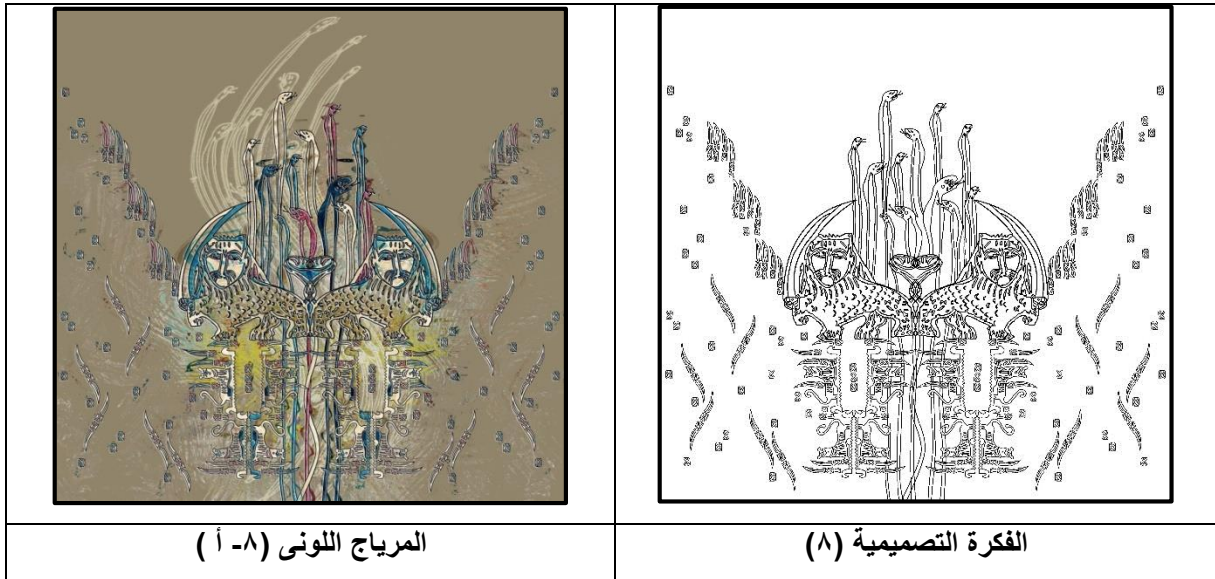 الفكرة التصميمية (٨)
المرياج اللونى (٨- أ )